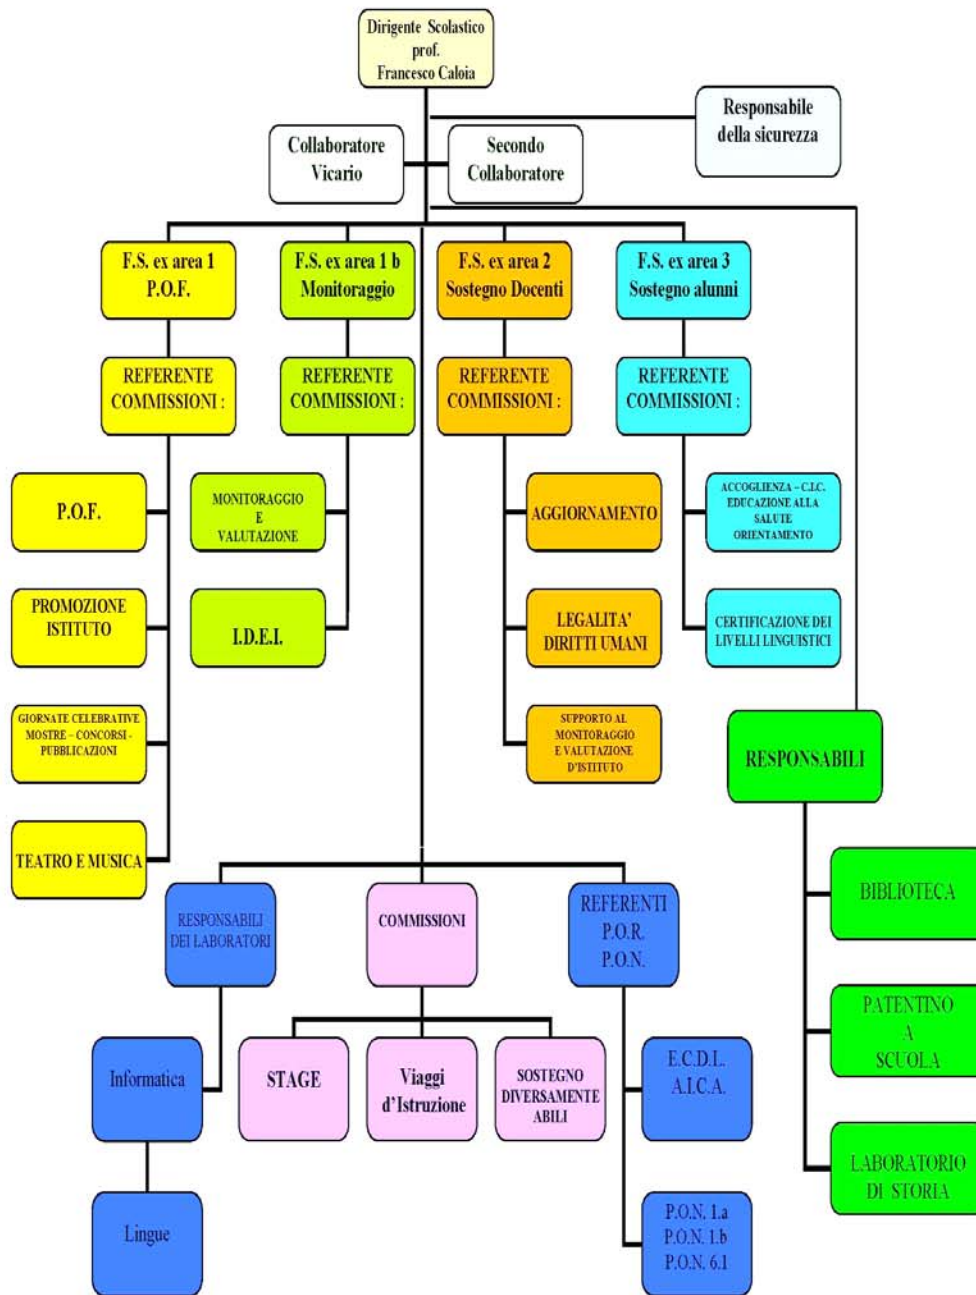 Dirigente Scolastico
prof.
Francesco Caloia
Responsabile
della sicurezza
Collaboratore
Vicario
Secondo
Collaboratore
F.S. ex area 1
P.O.F.
F.S. ex area 1 b
Monitoraggio
F.S. ex area 2
Sostegno Docenti
F.S. ex area 3
Sostegno alunni
REFERENTE
COMMISSIONI :
REFERENTE
COMMISSIONI :
REFERENTE
COMMISSIONI :
REFERENTE
COMMISSIONI :
P.O.F.
MONITORAGGIO
E
VALUTAZIONE
AGGIORNAMENTO
ACCOGLIENZA – C.I.C.
EDUCAZIONE ALLA
SALUTE
ORIENTAMENTO
PROMOZIONE
ISTITUTO
I.D.E.I.
LEGALITA'
DIRITTI UMANI
CERTIFICAZIONE DEI
LIVELLI LINGUISTICI
GIORNATE CELEBRATIVE
MOSTRE – CONCORSI -
PUBBLICAZIONI
SUPPORTO AL
MONITORAGGIO
E VALUTAZIONE
D'ISTITUTO
RESPONSABILI
TEATRO E MUSICA
RESPONSABILI
DEI LABORATORI
COMMISSIONI
REFERENTI
P.O.R.
P.O.N.
BIBLIOTECA
PATENTINO
A
SCUOLA
Informatica
STAGE
Viaggi
d'Istruzione
SOSTEGNO
DIVERSAMENTE
ABILI
E.C.D.L.
A.I.C.A.
LABORATORIO
DI STORIA
Lingue
P.O.N. 1.a
P.O.N. 1.b
P.O.N. 6.1